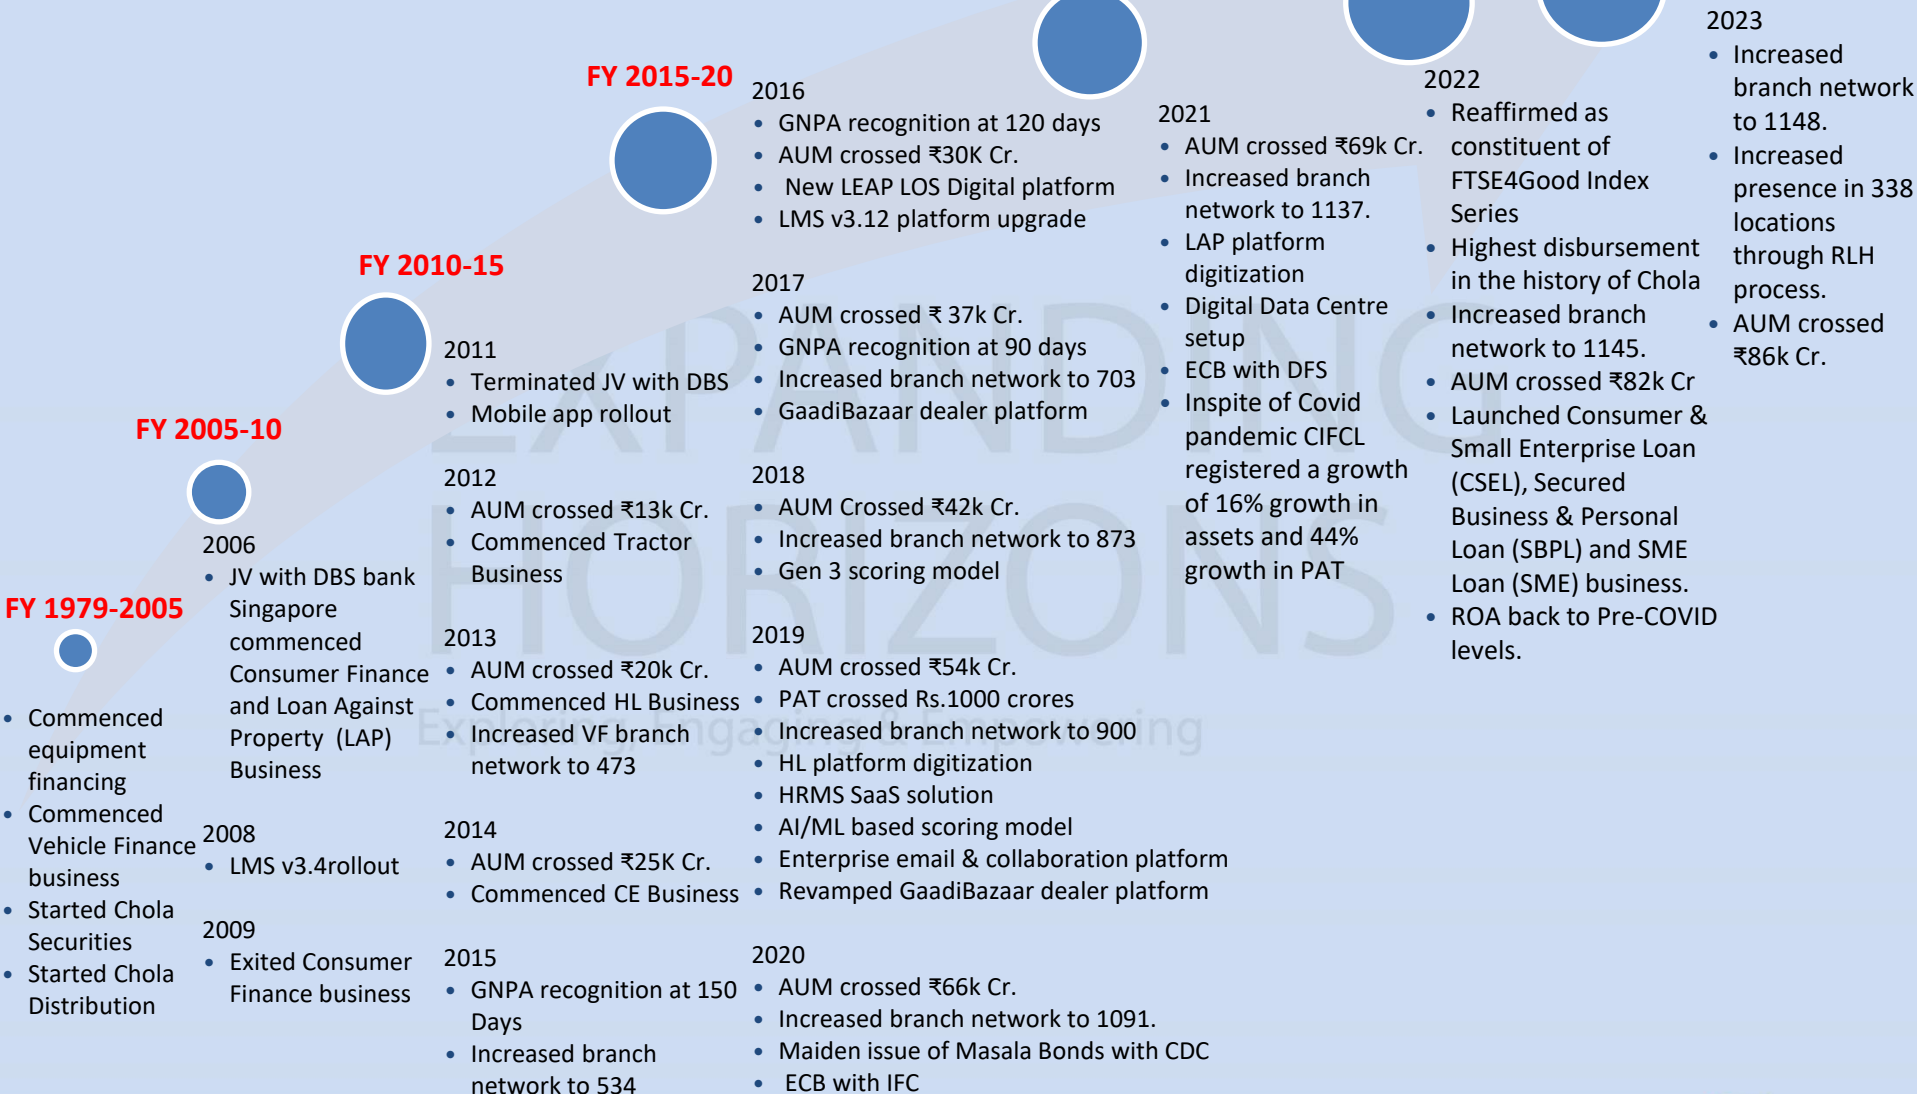 FY 1979-2005
• Commenced
equipment
financing
• Commenced
Vehicle Finance
business
• Started Chola
Securities
• Started Chola
Distribution
FY 2005-10
2006
• JV with DBS bank
Singapore
commenced
Consumer Finance
and Loan Against
Property (LAP)
Business
2008
• LMS v3.4rollout
2009
• Exited Consumer
Finance business
FY 2010-15
2011
• Terminated JV with DBS
• Mobile app rollout
2012
• AUM crossed ₹13k Cr.
• Commenced Tractor
Business
2013
• AUM crossed ₹20k Cr.
• Commenced HL Business
• Increased VF branch
network to 473
2014
• AUM crossed ₹25K Cr.
• Commenced CE Business
2015
• GNPA recognition at 150
Days
• Increased branch
network to 534
FY 2015-20
2016
• GNPA recognition at 120 days
• AUM crossed ₹30K Cr.
• New LEAP LOS Digital platform
• LMS v3.12 platform upgrade
2017
• AUM crossed ₹ 37k Cr.
• GNPA recognition at 90 days
• Increased branch network to 703
• GaadiBazaar dealer platform
2018
• AUM Crossed ₹42k Cr.
• Increased branch network to 873
• Gen 3 scoring model
2019
• AUM crossed ₹54k Cr.
• PAT crossed Rs.1000 crores
• Increased branch network to 900
• HL platform digitization
• HRMS SaaS solution
• AI/ML based scoring model
• Enterprise email & collaboration platform
• Revamped GaadiBazaar dealer platform
2020
• AUM crossed ₹66k Cr.
• Increased branch network to 1091.
• Maiden issue of Masala Bonds with CDC
• ECB with IFC
2021
• AUM crossed ₹69k Cr.
• Increased branch
network to 1137.
• LAP platform
digitization
• Digital Data Centre
setup
• ECB with DFS
• Inspite of Covid
pandemic CIFCL
registered a growth
of 16% growth in
assets and 44%
growth in PAT
2022
• Reaffirmed as
constituent of
FTSE4Good Index
Series
• Highest disbursement
in the history of Chola
• Increased branch
network to 1145.
• AUM crossed ₹82k Cr
• Launched Consumer &
Small Enterprise Loan
(CSEL), Secured
Business & Personal
Loan (SBPL) and SME
Loan (SME) business.
• ROA back to Pre-COVID
levels.
2023
• Increased
branch network
to 1148.
• Increased
presence in 338
locations
through RLH
process.
• AUM crossed
₹86k Cr.
EXPANDING
HORIZONS
Exploring, Engaging & Empowering